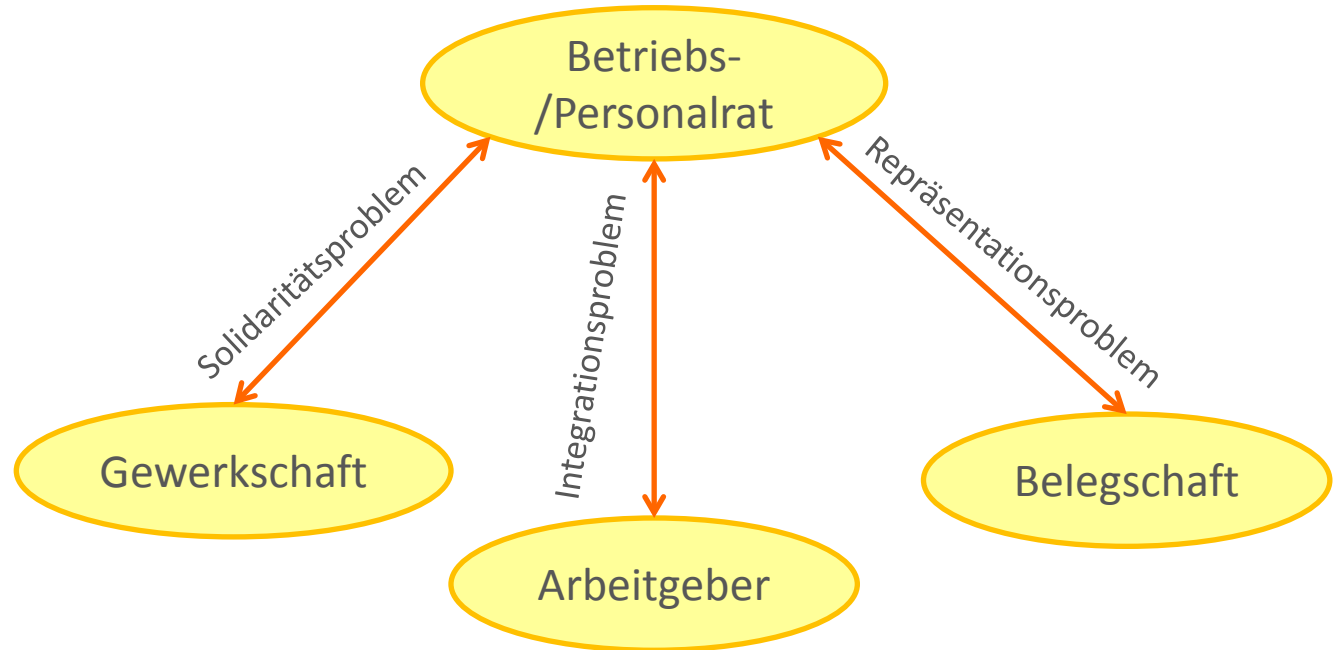 Betriebs-
/Personalrat
Solidaritätsproblem
Integrationsproblem
Repräsentationsproblem
Gewerkschaft
Arbeitgeber
Belegschaft